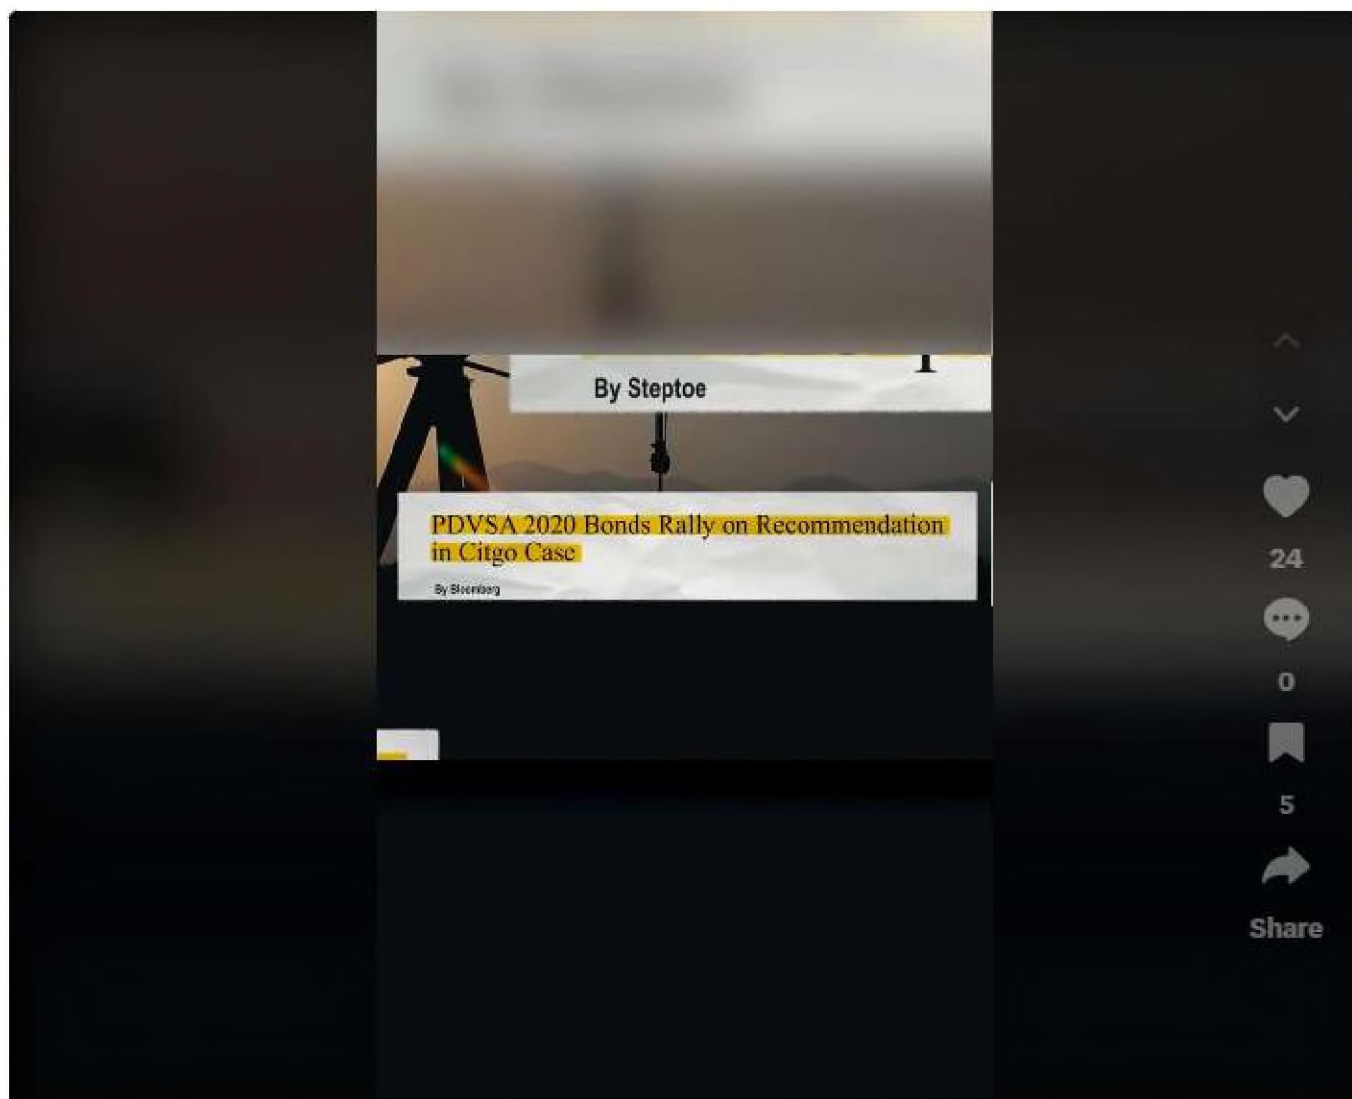 By Steptoe
PDVSA 2020 Bonds Rally on Recommendation
in Citgo Case
By Bloomberg
24
0
5
Share